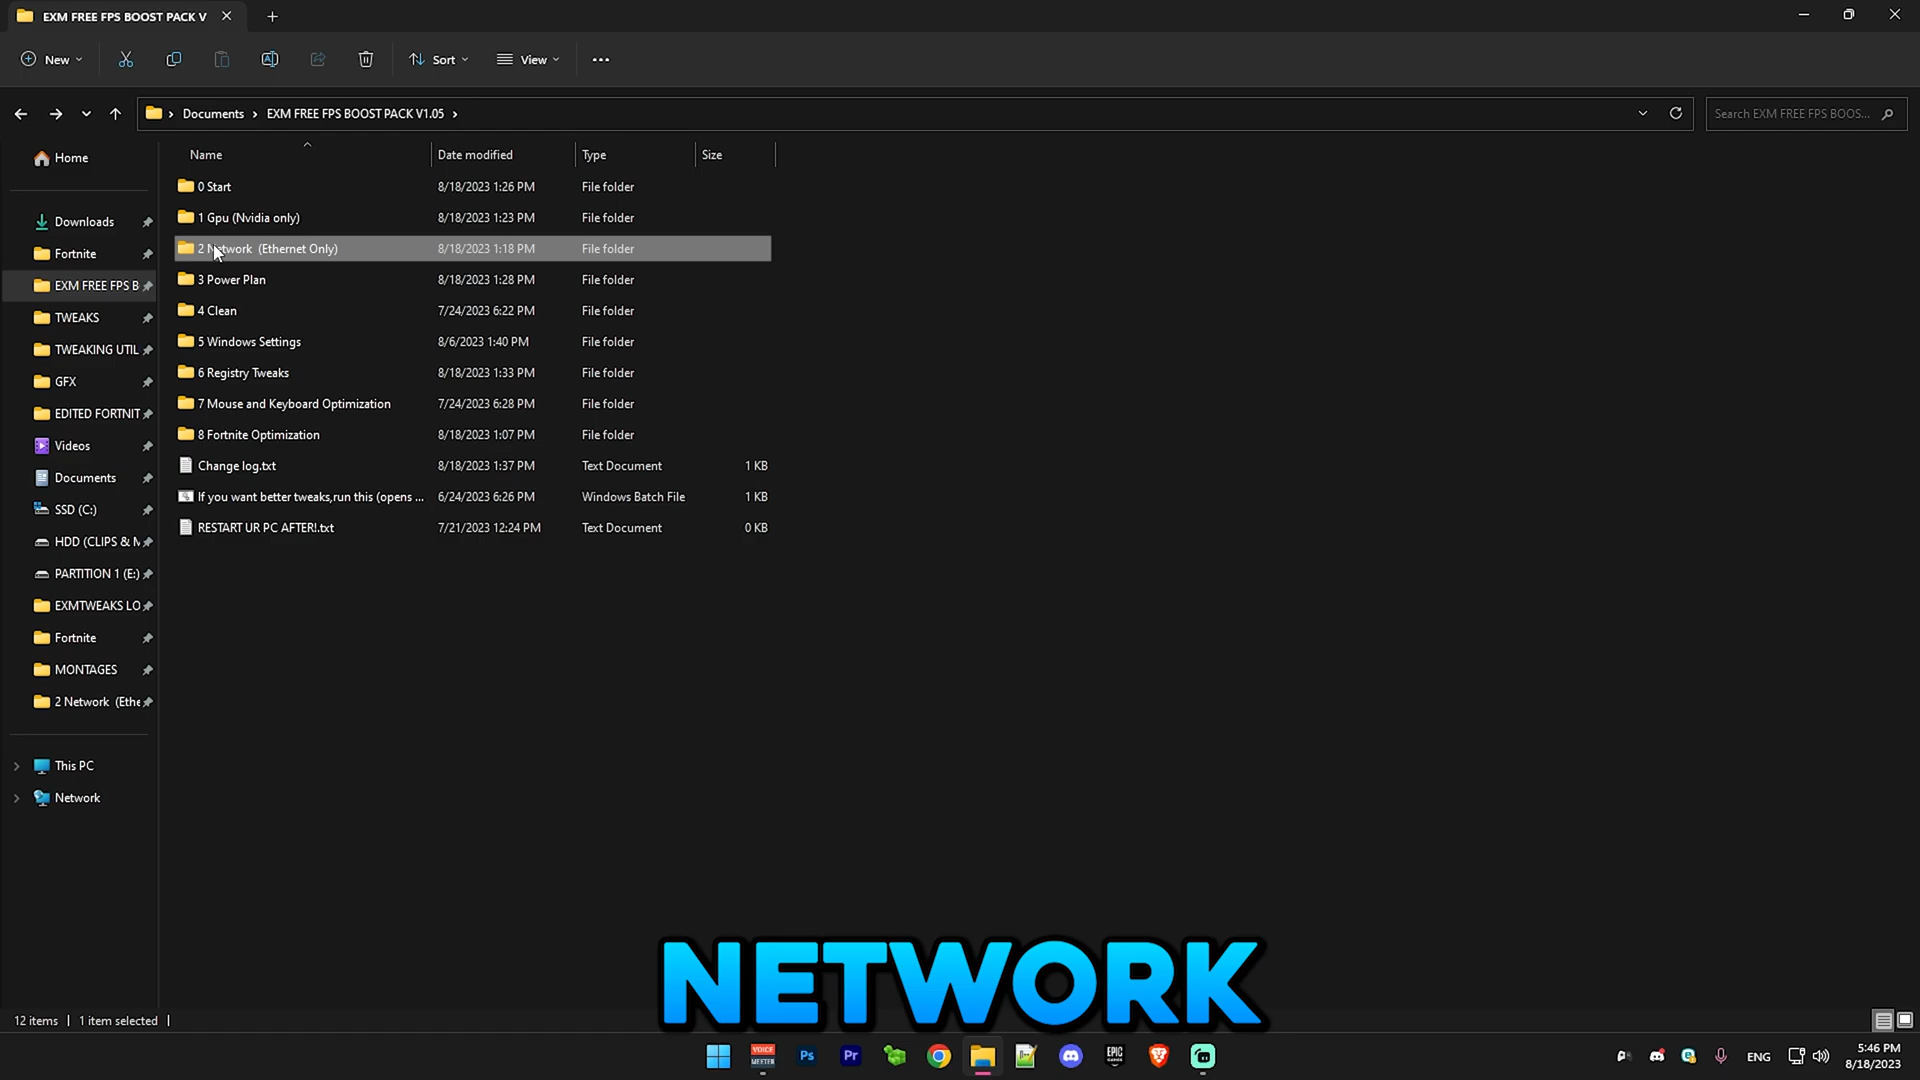 EXM FREE FPS BOOST PACK V
New
Sort
View
Documents
EXM FREE FPS BOOST PACK V1.05
Search EXM FREE FPS BOOS...
Name
Date modified
Type
Size
0 Start 8/18/2023 1:26 PM File folder
1 Gpu (Nvidia only) 8/18/2023 1:23 PM File folder
2 Network (Ethernet Only) 8/18/2023 1:18 PM File folder
3 Power Plan 8/18/2023 1:28 PM File folder
4 Clean 7/24/2023 6:22 PM File folder
5 Windows Settings 8/6/2023 1:40 PM File folder
6 Registry Tweaks 8/18/2023 1:33 PM File folder
7 Mouse and Keyboard Optimization 7/24/2023 6:28 PM File folder
8 Fortnite Optimization 8/18/2023 1:07 PM File folder
Change log.txt 8/18/2023 1:37 PM Text Document 1 KB
If you want better tweaks,run this (opens ... 6/24/2023 6:26 PM Windows Batch File 1 KB
RESTART UR PC AFTER!.txt 7/21/2023 12:24 PM Text Document 0 KB
Home
Downloads
Fortnite
EXM FREE FPS B
TWEAKS
TWEAKING UTIL
GFX
EDITED FORTNIT
Videos
Documents
SSD (C:)
HDD (CLIPS & M
PARTITION 1 (E:)
EXMTWEAKS LO
Fortnite
MONTAGES
2 Network (Ethe
This PC
Network
NETWORK
12 items
1 item selected
VOICE
MEETER
Ps
Pr
EPIC
GAMES
ENG
5:46 PM
8/18/2023